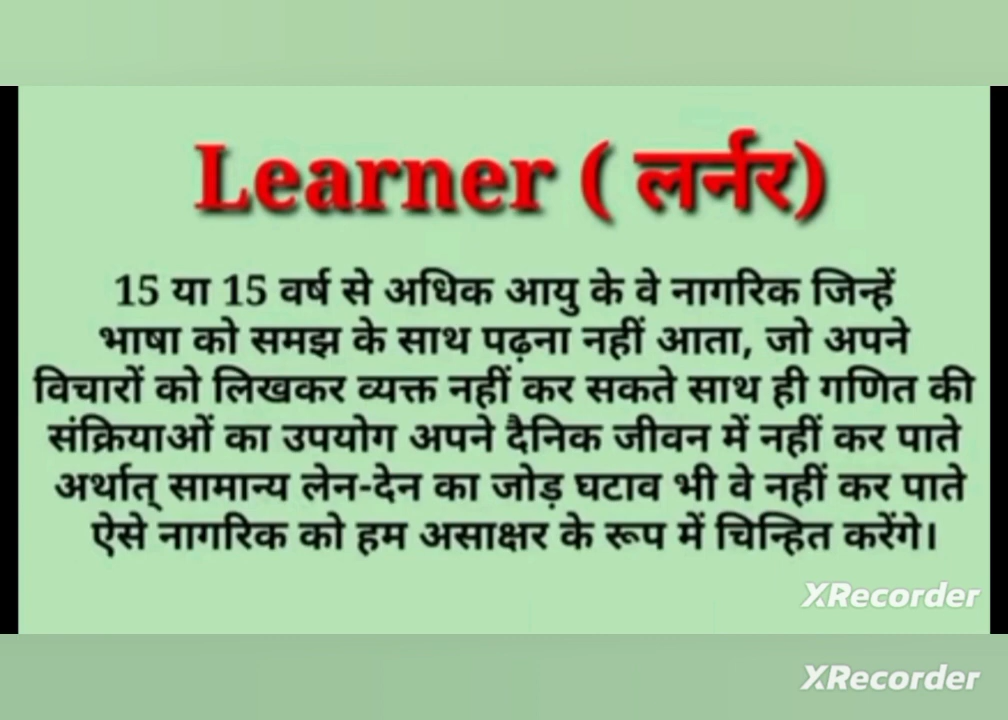 Learner ( लर्नर)
15 या 15 वर्ष से अधिक आयु के वे नागरिक जिन्हें
भाषा को समझ के साथ पढ़ना नहीं आता, जो अपने
विचारों को लिखकर व्यक्त नहीं कर सकते साथ ही गणित की
संक्रियाओं का उपयोग अपने दैनिक जीवन में नहीं कर पाते
अर्थात् सामान्य लेन-देन का जोड़ घटाव भी वे नहीं कर पाते
ऐसे नागरिक को हम असाक्षर के रूप में चिन्हित करेंगे।
XRecorder
XRecorder